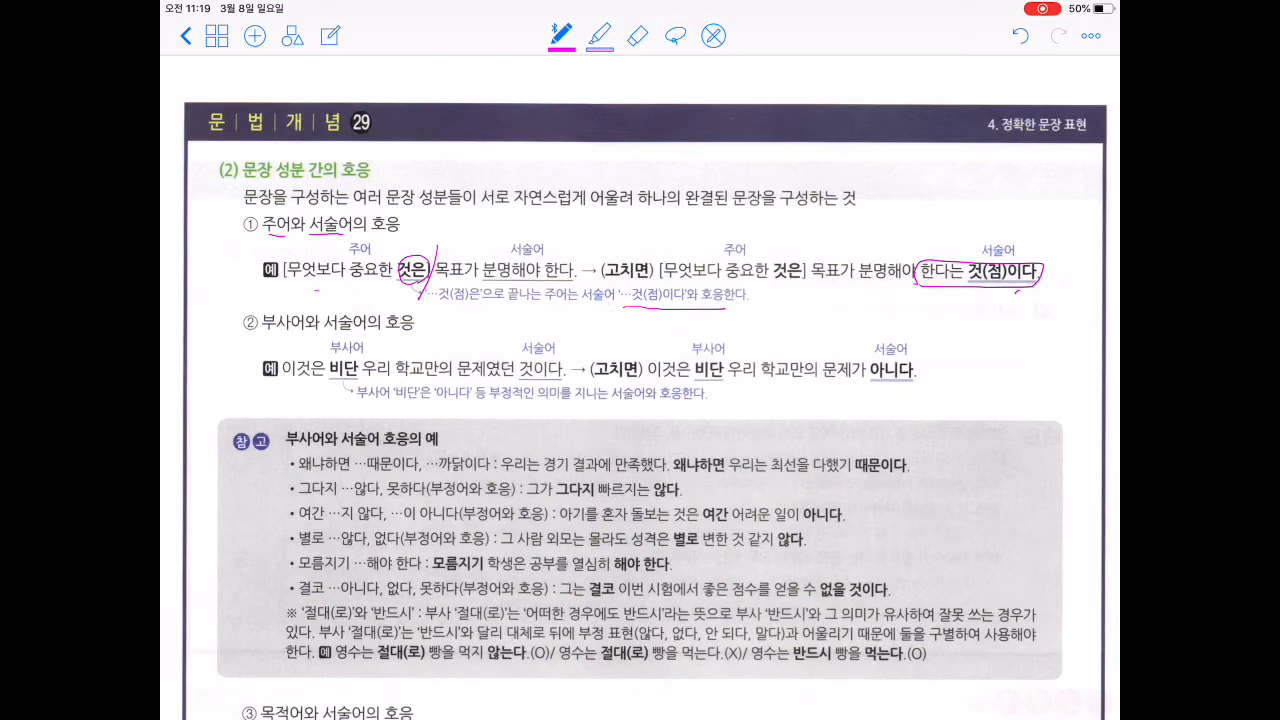 오전 11:19 3월 8일 일요일
50%
문 | 법 | 개 | 념 29
4. 정확한 문장 표현
(2) 문장 성분 간의 호응
문장을 구성하는 여러 문장 성분들이 서로 자연스럽게 어울려 하나의 완결된 문장을 구성하는 것
① 주어와 서술어의 호응
주어 서술어 주어 서술어
예 [무엇보다 중요한 것은] 목표가 분명해야 한다. → (고치면) [무엇보다 중요한 것은] 목표가 분명해야 한다는 것(점)이다.
…것(점)은'으로 끝나는 주어는 서술어 '…것(점)이다'와 호응한다.
② 부사어와 서술어의 호응
부사어 서술어 부사어 서술어
예 이것은 비단 우리 학교만의 문제였던 것이다. → (고치면) 이것은 비단 우리 학교만의 문제가 아니다.
부사어 '비단'은 '아니다' 등 부정적인 의미를 지니는 서술어와 호응한다.
참고 부사어와 서술어 호응의 예
• 왜냐하면 …때문이다, …까닭이다 : 우리는 경기 결과에 만족했다. 왜냐하면 우리는 최선을 다했기 때문이다.
• 그다지 …않다, 못하다(부정어와 호응) : 그가 그다지 빠르지는 않다.
• 여간 …지 않다, …이 아니다(부정어와 호응) : 아기를 혼자 돌보는 것은 여간 어려운 일이 아니다.
• 별로 …않다, 없다(부정어와 호응) : 그 사람 외모는 몰라도 성격은 별로 변한 것 같지 않다.
• 모름지기 …해야 한다 : 모름지기 학생은 공부를 열심히 해야 한다.
• 결코 …아니다, 없다, 못하다(부정어와 호응) : 그는 결코 이번 시험에서 좋은 점수를 얻을 수 없을 것이다.
※ '절대(로)'와 '반드시' : 부사 '절대(로)'는 '어떠한 경우에도 반드시'라는 뜻으로 부사 '반드시'와 그 의미가 유사하여 잘못 쓰는 경우가
있다. 부사 '절대(로)'는 '반드시'와 달리 대체로 뒤에 부정 표현(않다, 없다, 안 되다, 말다)과 어울리기 때문에 둘을 구별하여 사용해야
한다. 예 영수는 절대(로) 빵을 먹지 않는다.(O)/ 영수는 절대(로) 빵을 먹는다.(X)/ 영수는 반드시 빵을 먹는다.(O)
③ 목적어와 서술어의 호응